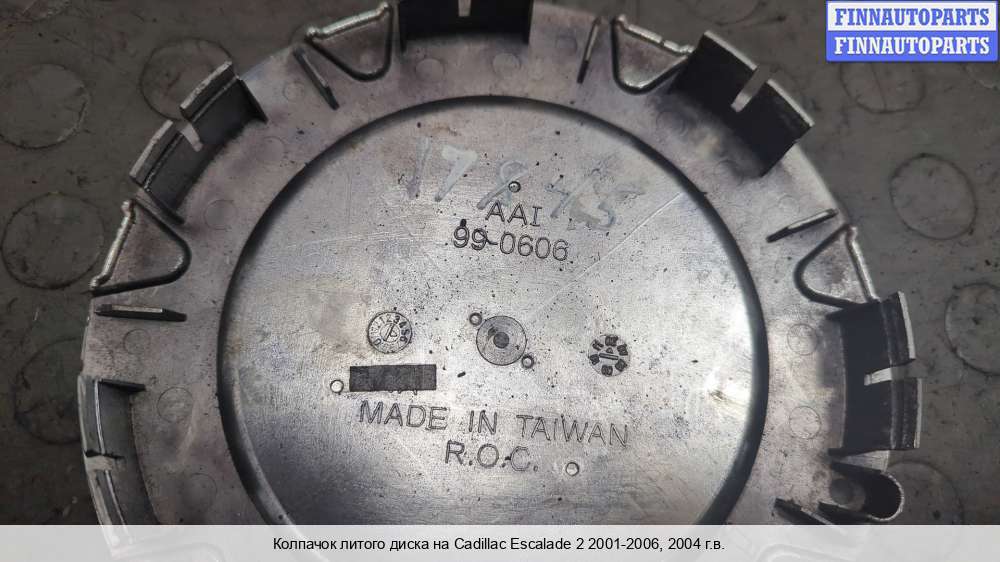 FINNAUTOPARTS
FINNAUTOPARTS
AAI
99-0606
MADE IN TAIWAN
R.O.C.
Колпачок литого диска на Cadillac Escalade 2 2001-2006, 2004 г.в.